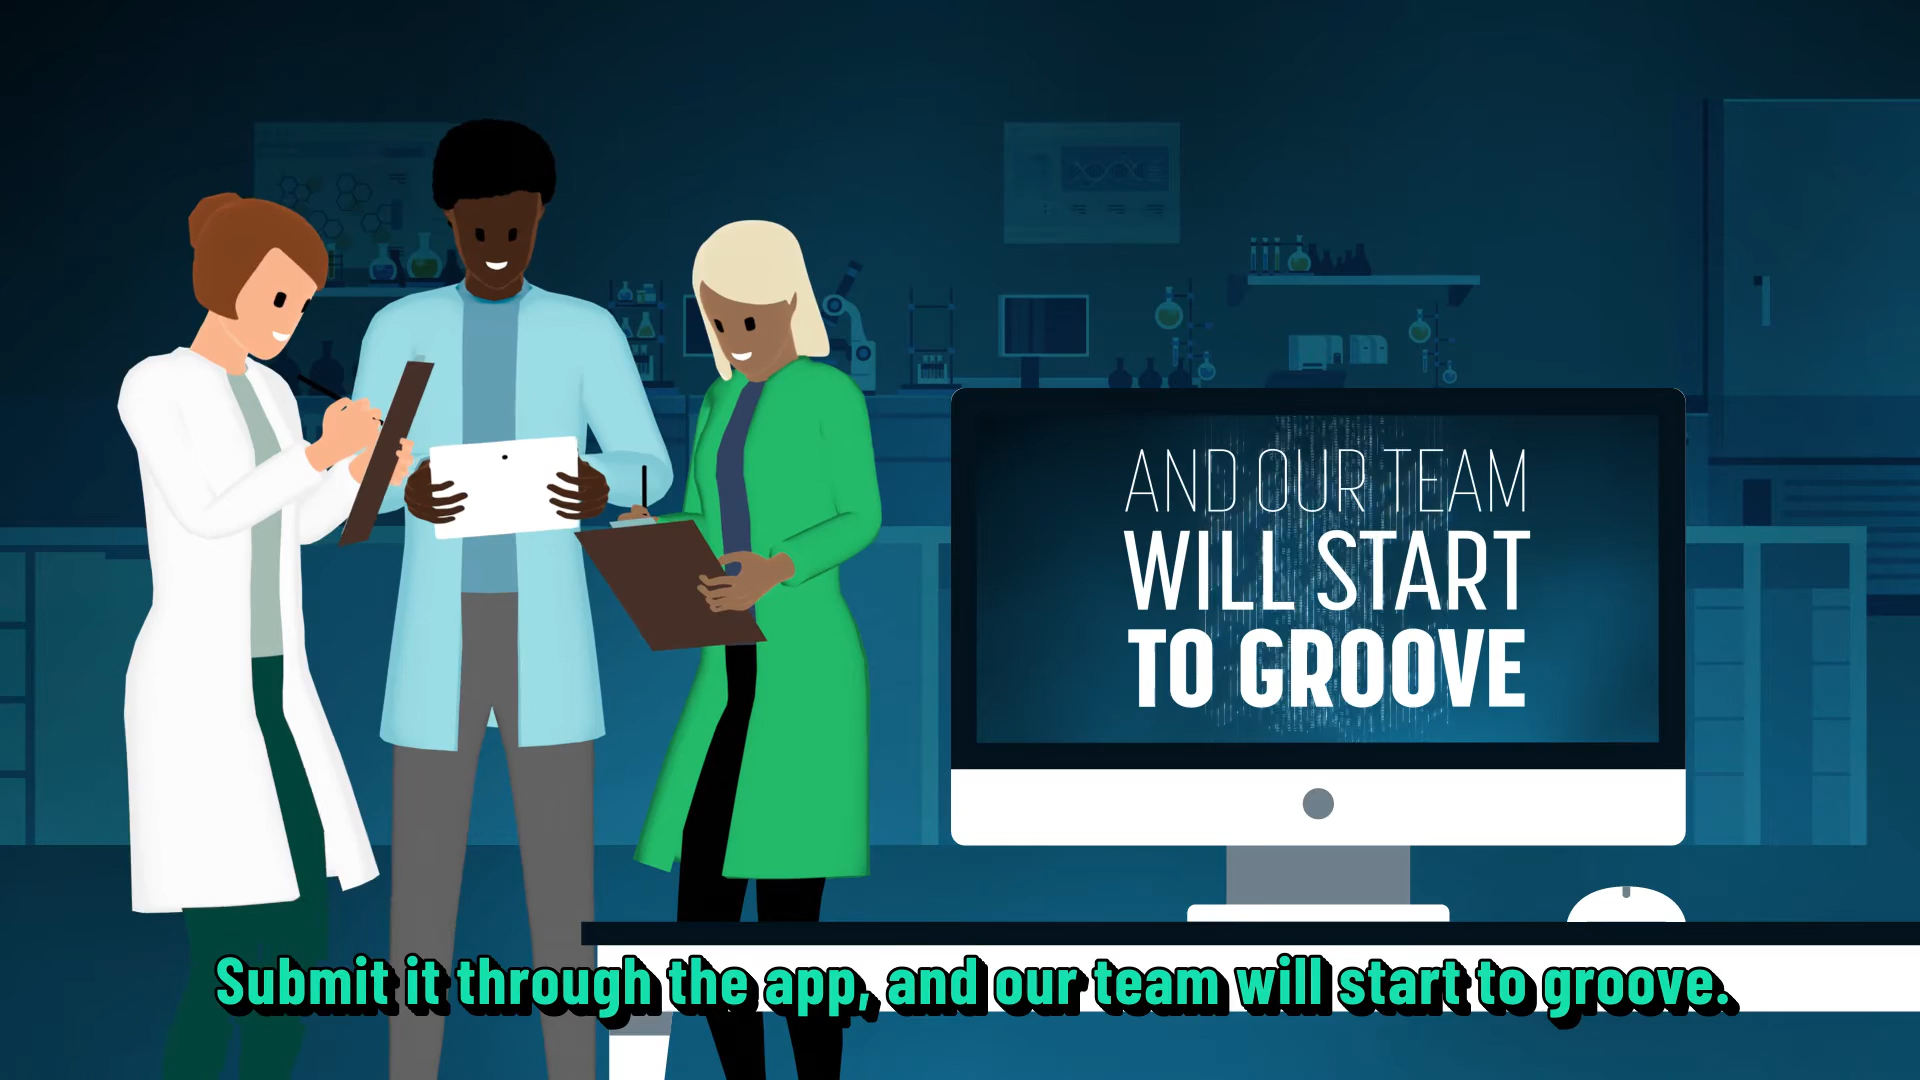 AND OUR TEAM
WILL START
TO GROOVE
Submit it through the app, and our team will start to groove.